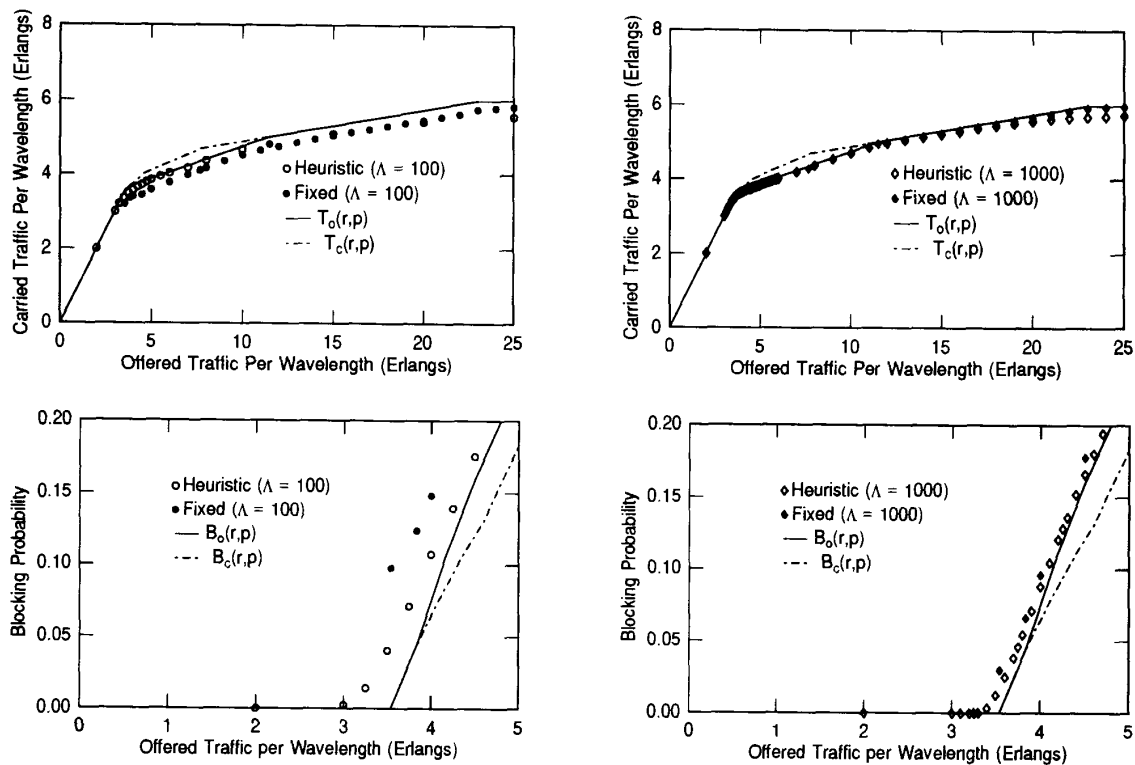 Carried Traffic Per Wavelength (Erlangs)
8
6
4
2
0
0 5 10 15 20 25
Offered Traffic Per Wavelength (Erlangs)
Heuristic (Λ = 100)
Fixed (Λ = 100)
T₀(r,p)
T_c(r,p)
Carried Traffic Per Wavelength (Erlangs)
8
6
4
2
0
0 5 10 15 20 25
Offered Traffic Per Wavelength (Erlangs)
Heuristic (Λ = 1000)
Fixed (Λ = 1000)
T₀(r,p)
T_c(r,p)
Blocking Probability
0.20
0.15
0.10
0.05
0.00
0 1 2 3 4 5
Offered Traffic per Wavelength (Erlangs)
Heuristic (Λ = 100)
Fixed (Λ = 100)
B₀(r,p)
B_c(r,p)
Blocking Probability
0.20
0.15
0.10
0.05
0.00
0 1 2 3 4 5
Offered Traffic per Wavelength (Erlangs)
Heuristic (Λ = 1000)
Fixed (Λ = 1000)
B₀(r,p)
B_c(r,p)